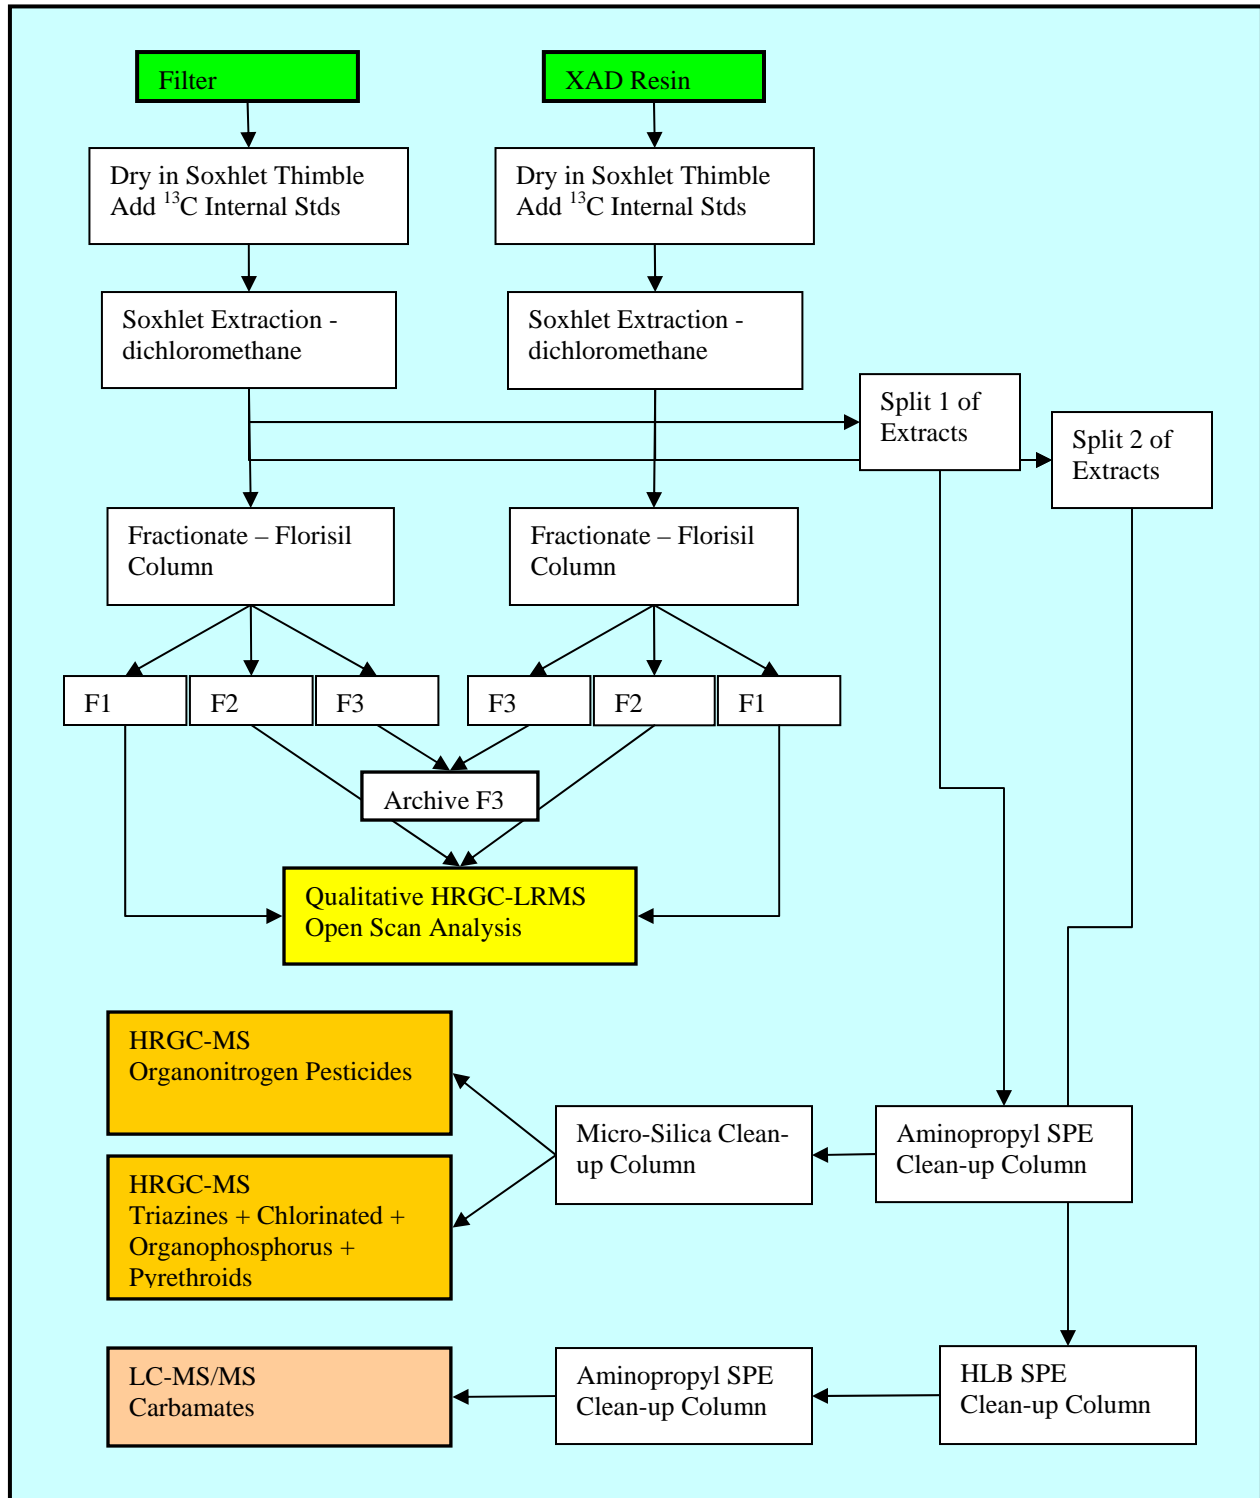 Filter
XAD Resin
Dry in Soxhlet Thimble
Add ¹³C Internal Stds
Dry in Soxhlet Thimble
Add ¹³C Internal Stds
Soxhlet Extraction -
dichloromethane
Soxhlet Extraction -
dichloromethane
Split 1 of
Extracts
Split 2 of
Extracts
Fractionate – Florisil
Column
Fractionate – Florisil
Column
F1
F2
F3
F3
F2
F1
Archive F3
Qualitative HRGC-LRMS
Open Scan Analysis
HRGC-MS
Organonitrogen Pesticides
Micro-Silica Clean-
up Column
Aminopropyl SPE
Clean-up Column
HRGC-MS
Triazines + Chlorinated +
Organophosphorus +
Pyrethroids
LC-MS/MS
Carbamates
Aminopropyl SPE
Clean-up Column
HLB SPE
Clean-up Column